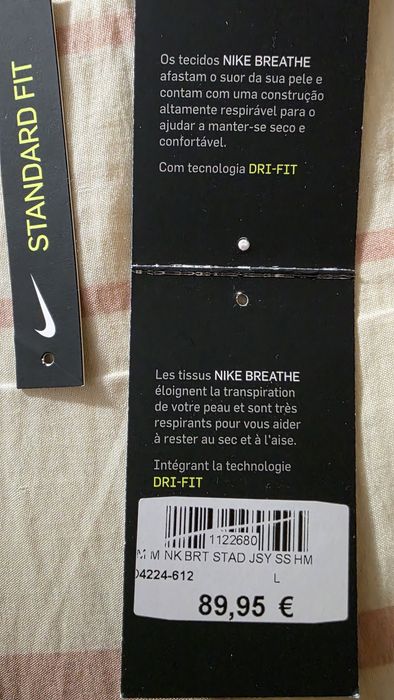 STANDARD FIT
Os tecidos NIKE BREATHE
afastam o suor da sua pele e
contam com uma construção
altamente respirável para o
ajudar a manter-se seco e
confortável.
Com tecnologia DRI-FIT
Les tissus NIKE BREATHE
éloignent la transpiration
de votre peau et sont très
respirants pour vous aider
à rester au sec et à l'aise.
Intégrant la technologie
DRI-FIT
1122680
M NK BRT STAD JSY SS HM
4224-612 L
89,95 €